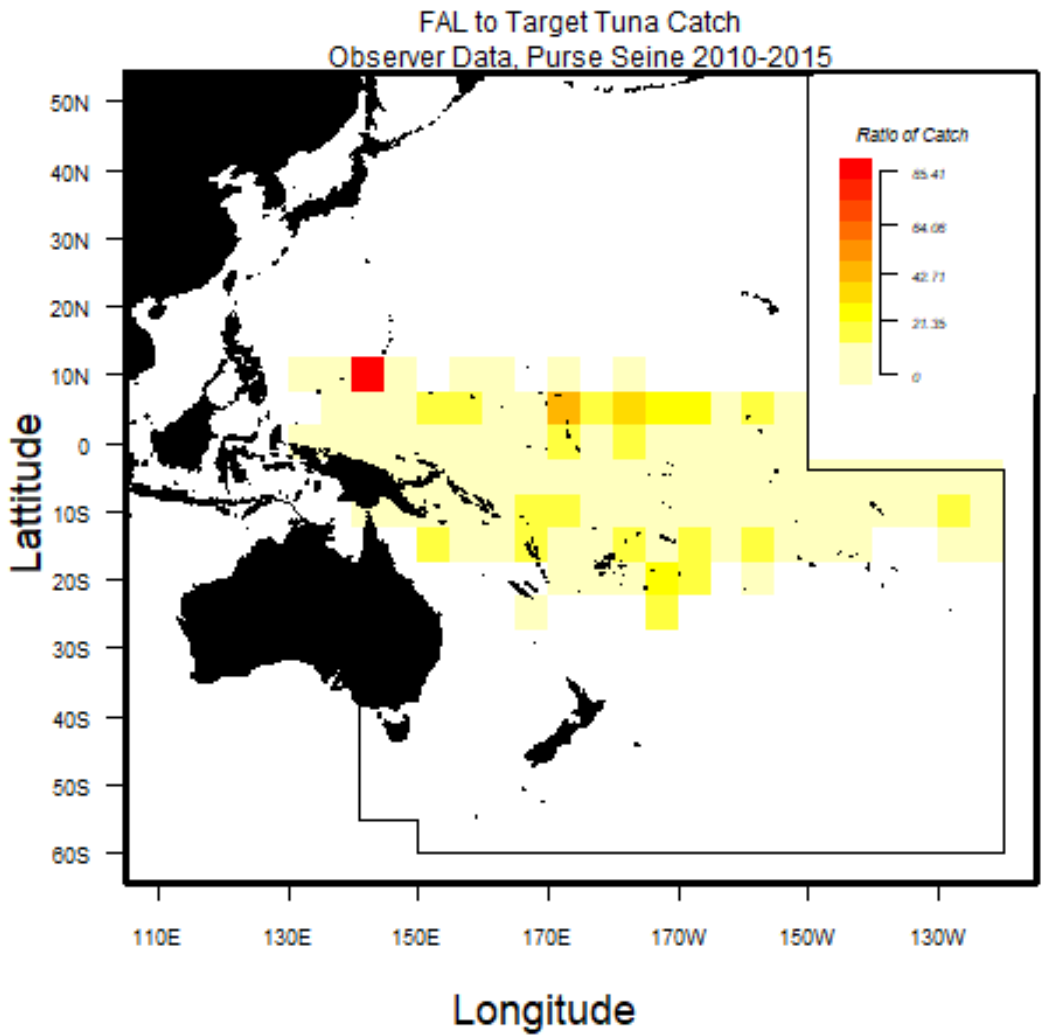 FAL to Target Tuna Catch
Observer Data, Purse Seine 2010-2015
50N
40N
30N
20N
10N
0
10S
20S
30S
40S
50S
60S
Ratio of Catch
85.41
64.06
42.71
21.35
0
Lattitude
110E 130E 150E 170E 170W 150W 130W
Longitude